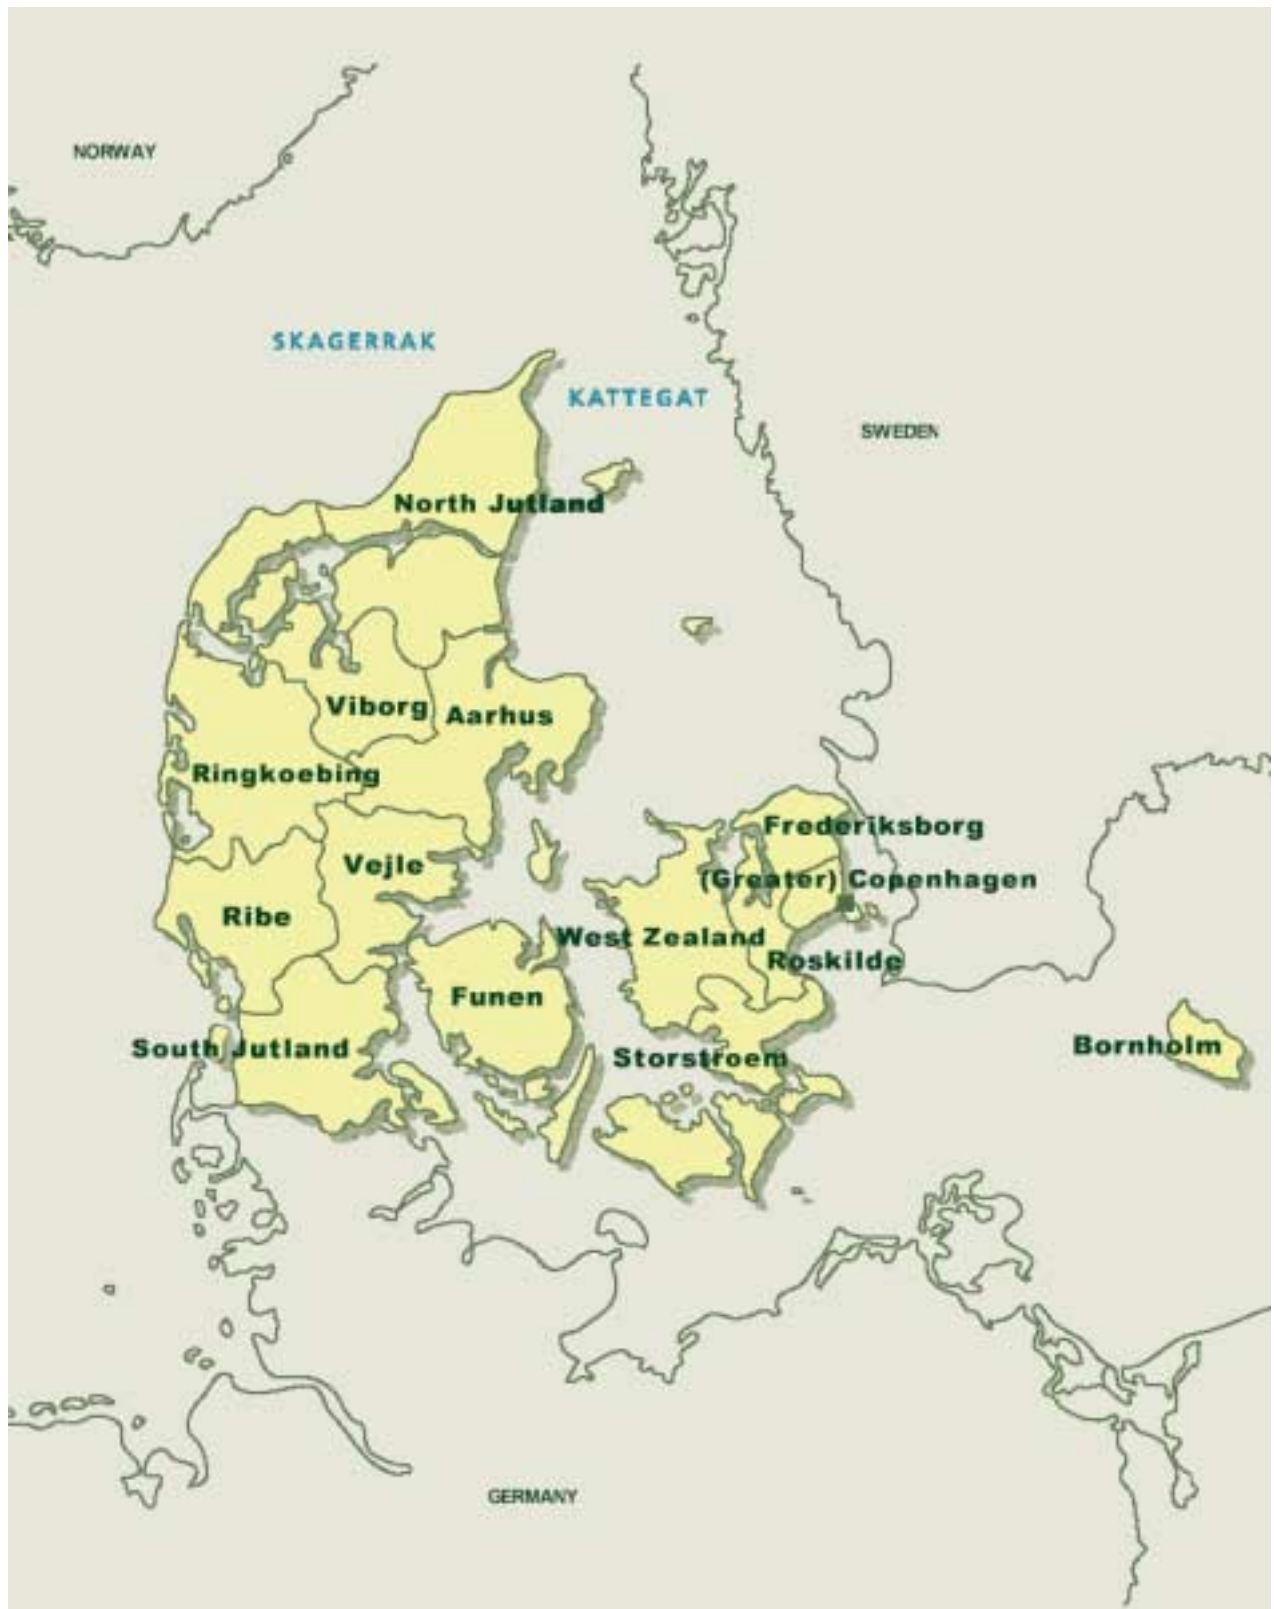 NORWAY
SKAGERRAK
KATTEGAT
SWEDEN
North Jutland
Viborg
Aarhus
Ringkoebing
Frederiksborg
Vejle
(Greater) Copenhagen
Ribe
West Zealand
Roskilde
Funen
South Jutland
Storstroem
Bornholm
GERMANY